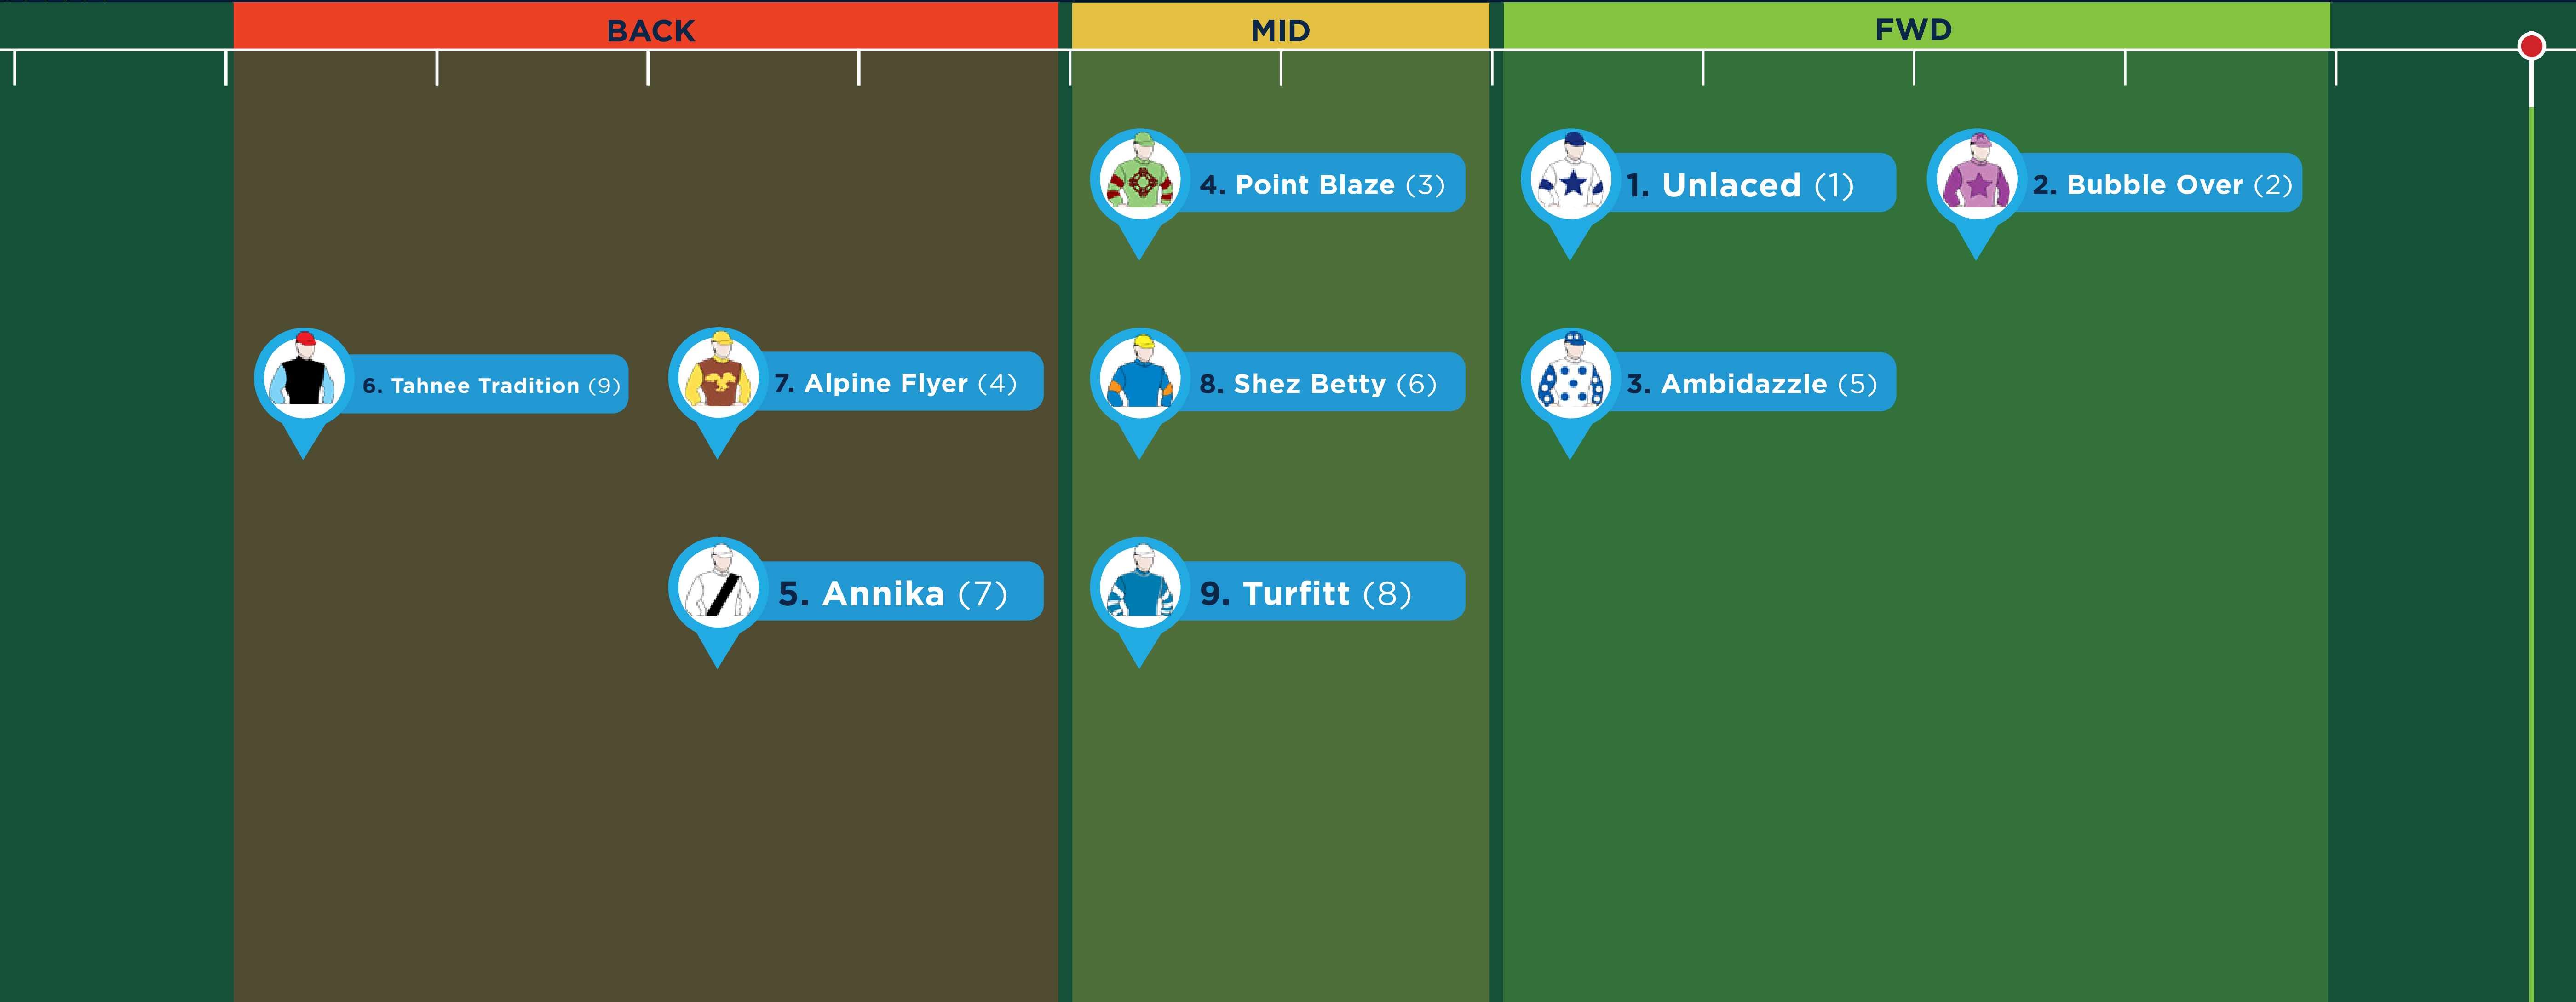 BACK
MID
FWD
4. Point Blaze (3)
1. Unlaced (1)
2. Bubble Over (2)
6. Tahnee Tradition (9)
7. Alpine Flyer (4)
8. Shez Betty (6)
3. Ambidazzle (5)
5. Annika (7)
9. Turfitt (8)